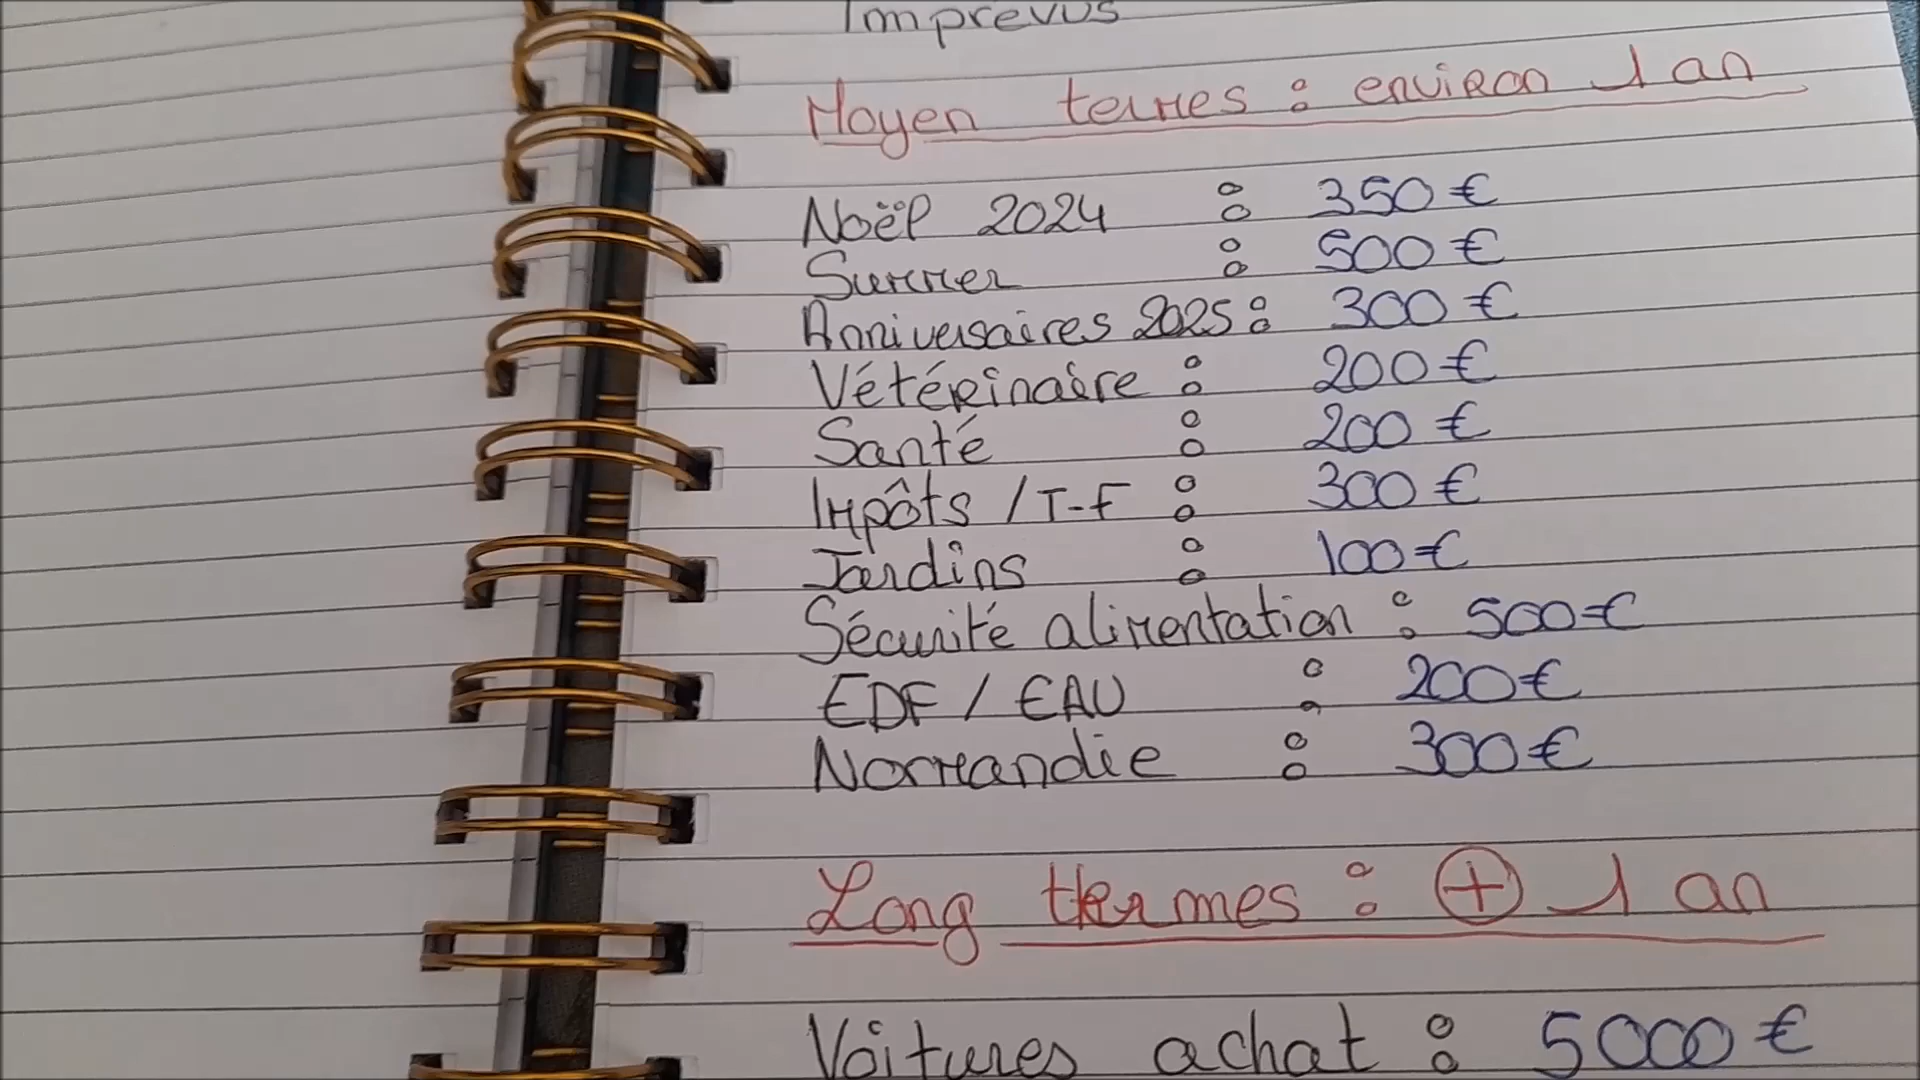 Imprévus
Moyen termes : environ 1 an
Noël 2024 : 350 €
Summer : 500 €
Anniversaires 2025 : 300 €
Vétérinaire : 200 €
Santé : 200 €
Impôts / T-F : 300 €
Jardins : 100 €
Sécurité alimentation : 500 €
EDF / EAU : 200 €
Normandie : 300 €
Long termes : + 1 an
Voitures achat : 5000 €